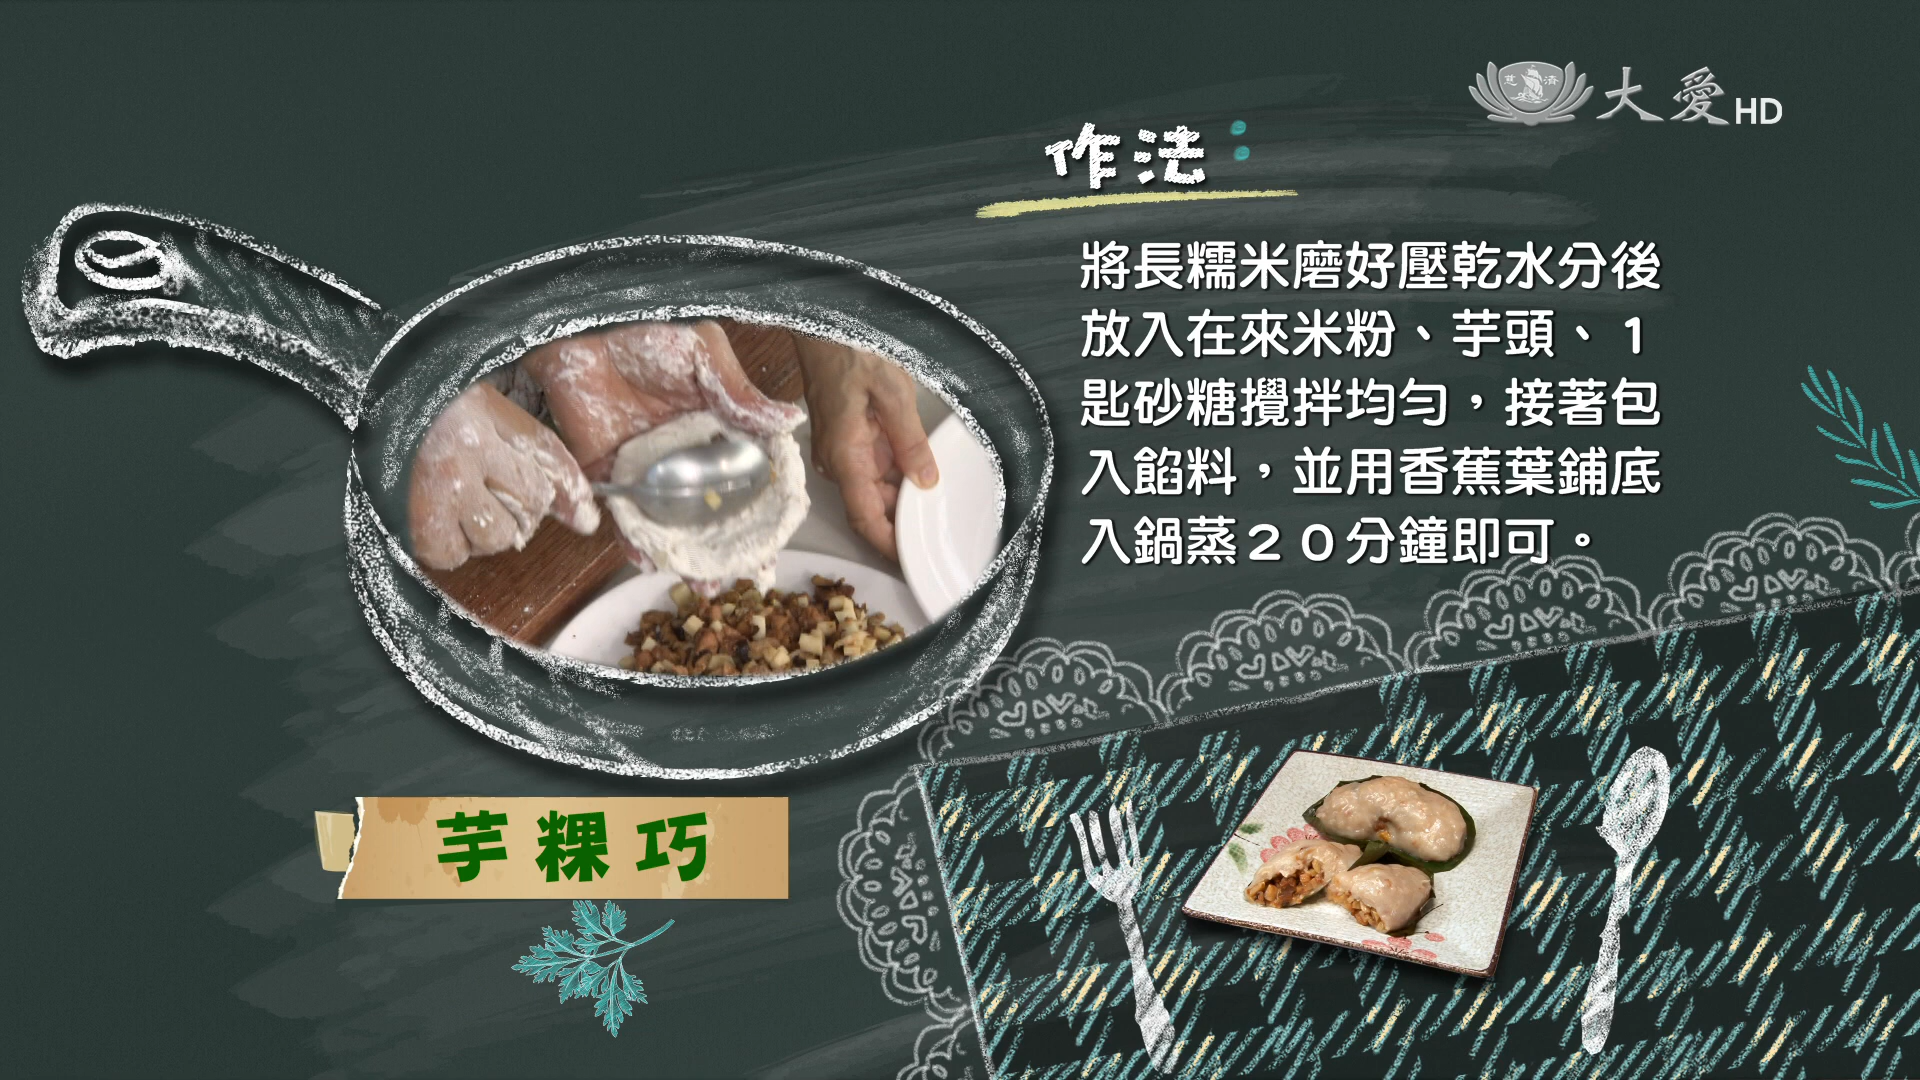 大愛HD
作法：
將長糯米磨好壓乾水分後
放入在來米粉、芋頭、1
匙砂糖攪拌均勻，接著包
入餡料，並用香蕉葉鋪底
入鍋蒸20分鐘即可。
芋粿巧